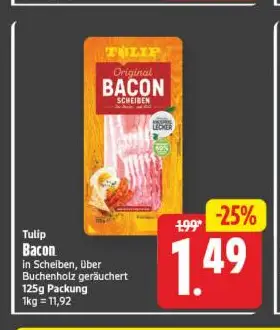 TULIP
Original
BACON
SCHEIBEN
LECHER
1.99* -25%
1.49
Tulip
Bacon
in Scheiben, über
Buchenholz geräuchert
125g Packung
1kg = 11,92